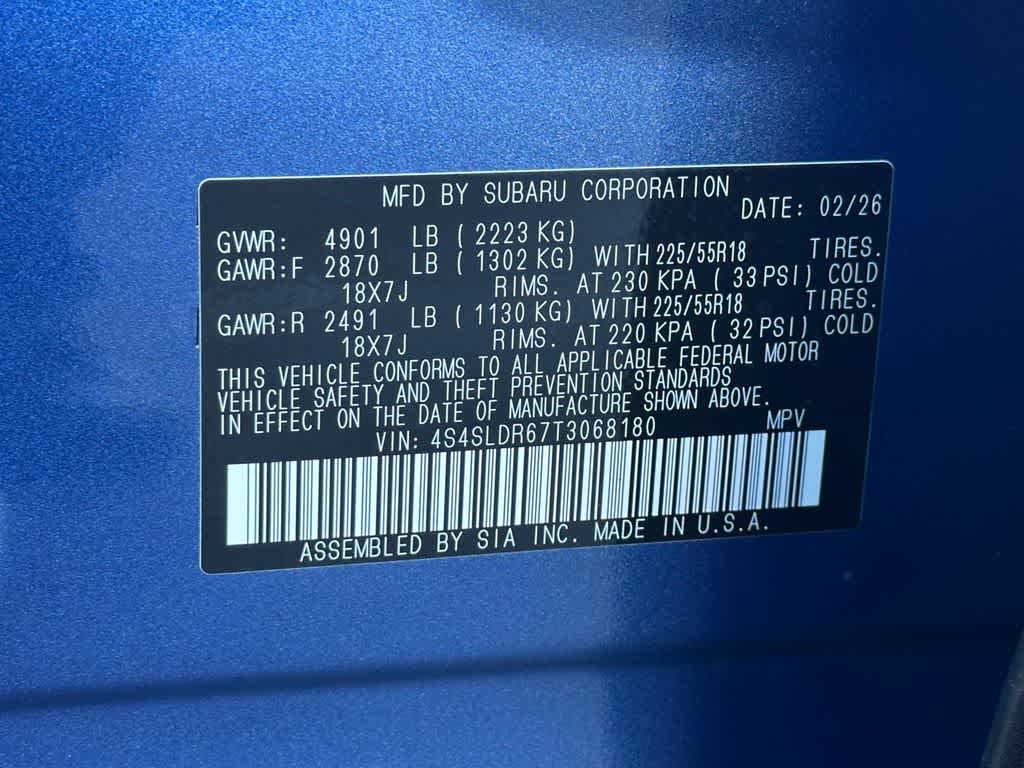 MFD BY SUBARU CORPORATION
DATE: 02/26
GVWR: 4901 LB ( 2223 KG)
GAWR:F 2870 LB ( 1302 KG) WITH 225/55R18 TIRES.
18X7J RIMS. AT 230 KPA ( 33 PSI) COLD
GAWR:R 2491 LB ( 1130 KG) WITH 225/55R18 TIRES.
18X7J RIMS. AT 220 KPA ( 32 PSI) COLD
THIS VEHICLE CONFORMS TO ALL APPLICABLE FEDERAL MOTOR
VEHICLE SAFETY AND THEFT PREVENTION STANDARDS
IN EFFECT ON THE DATE OF MANUFACTURE SHOWN ABOVE.
VIN: 4S4SLDR67T3068180 MPV
ASSEMBLED BY SIA INC. MADE IN U.S.A.